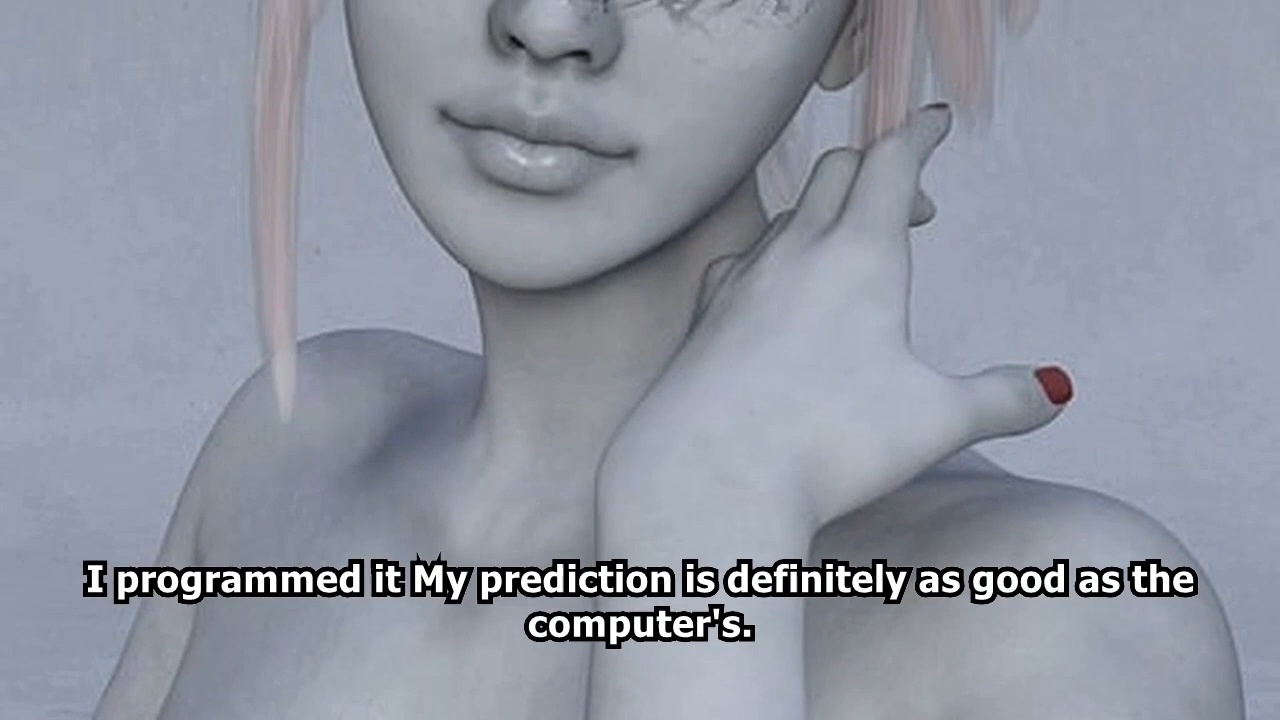 I programmed it My prediction is definitely as good as the
computer's.